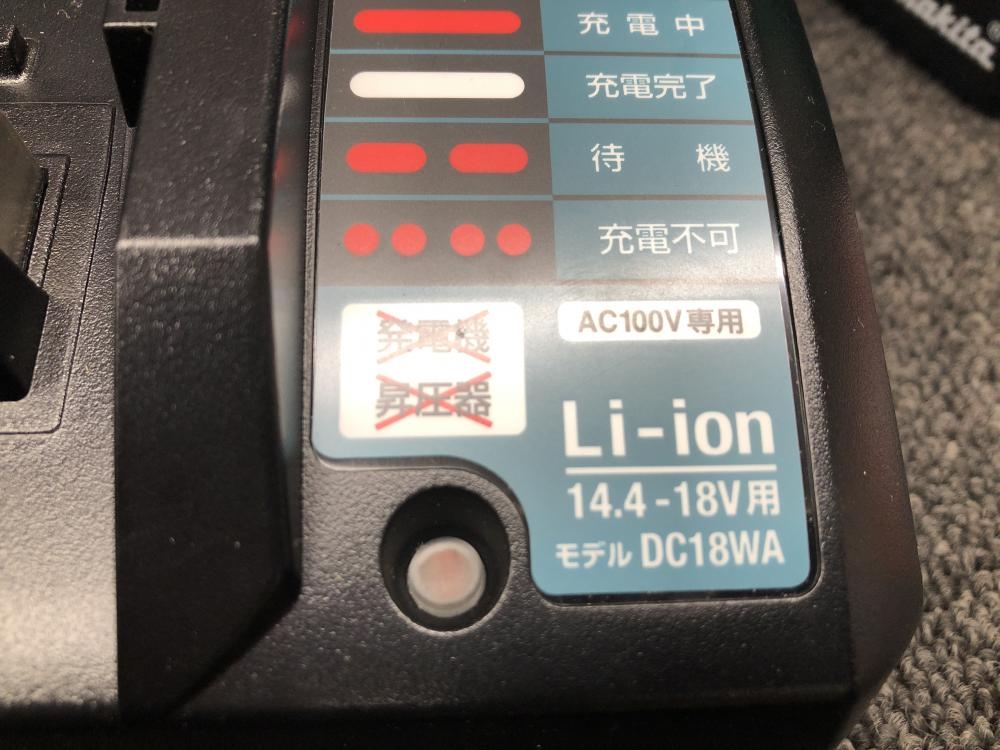 充電中
充電完了
待機
充電不可
発電機
昇圧器
AC100V専用
Li-ion
14.4-18V用
モデル DC18WA
makita®